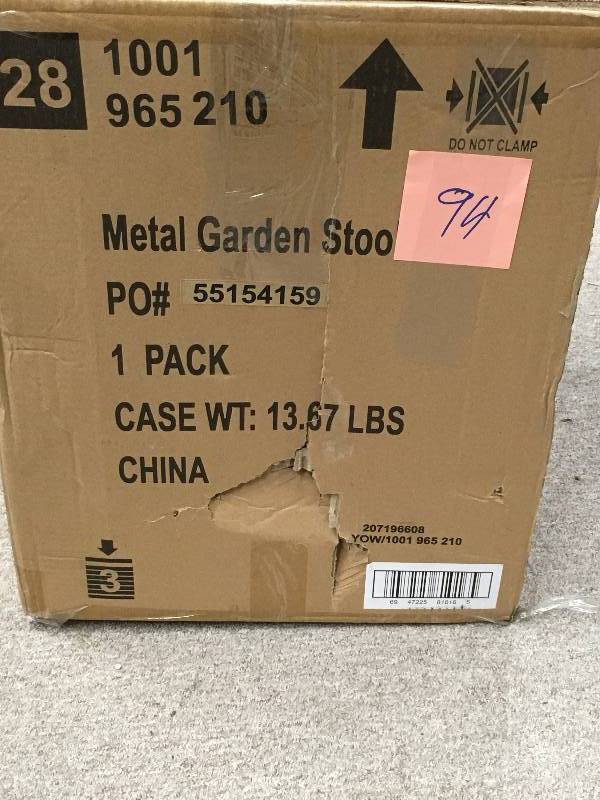 28
1001
965 210
DO NOT CLAMP
94
Metal Garden Stoo
PO# 55154159
1 PACK
CASE WT: 13.67 LBS
CHINA
207196608
YOW/1001 965 210
3